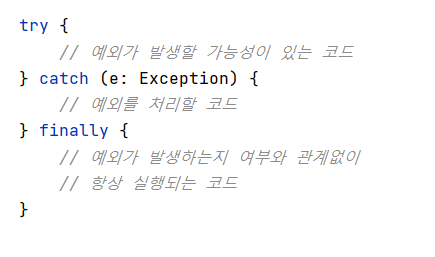 try {
    // 예외가 발생할 가능성이 있는 코드
} catch (e: Exception) {
    // 예외를 처리할 코드
} finally {
    // 예외가 발생하는지 여부와 관계없이
    // 항상 실행되는 코드
}